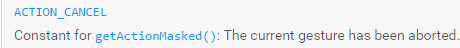 ACTION_CANCEL
Constant for getActionMasked(): The current gesture has been aborted.